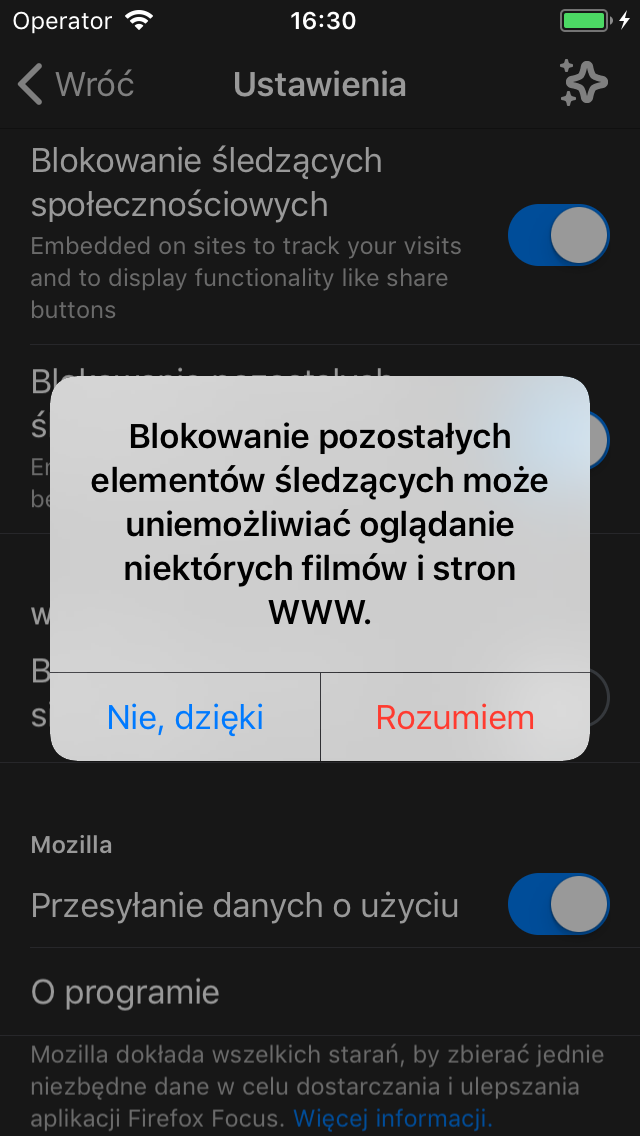 Operator
16:30
Wróć
Ustawienia
Blokowanie śledzących
społecznościowych
Embedded on sites to track your visits
and to display functionality like share
buttons
Blokowanie pozostałych
elementów śledzących może
uniemożliwiać oglądanie
niektórych filmów i stron
WWW.
Nie, dzięki
Rozumiem
Mozilla
Przesyłanie danych o użyciu
O programie
Mozilla dokłada wszelkich starań, by zbierać jednie
niezbędne dane w celu dostarczania i ulepszania
aplikacji Firefox Focus. Więcej informacji.